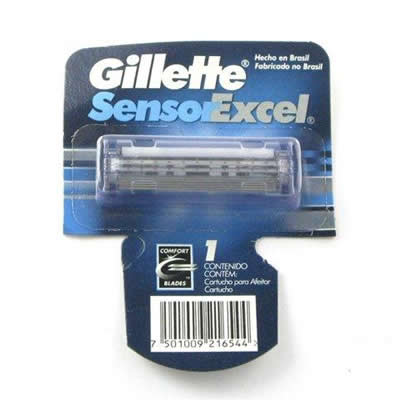 Gillette®
Hecho en Brasil
Fabricado no Brasil
SensorExcel®
COMFORT
BLADES
1
CONTENIDO
CONTÉM:
Cartucho para Afeitar
Cartucho
7 501009 216544 >